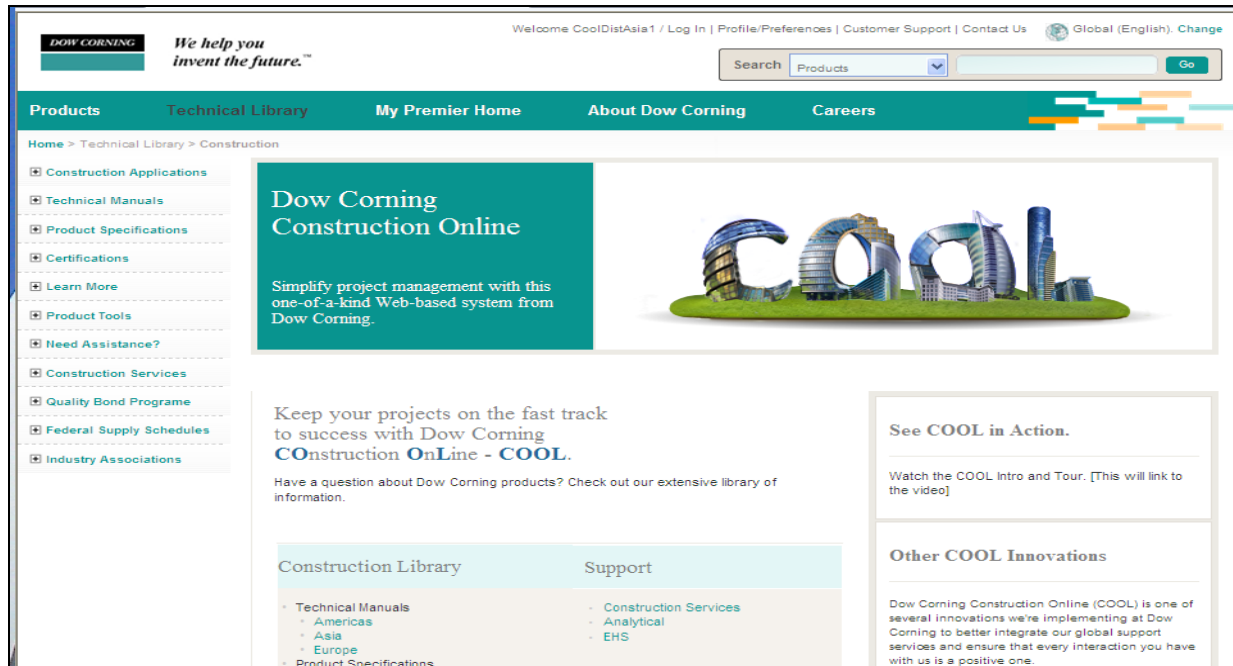 Welcome CoolDistAsia1 / Log In | Profile/Preferences | Customer Support | Contact Us Global (English). Change
DOW CORNING
We help you
invent the future.™
Search Products Go
Products Technical Library My Premier Home About Dow Corning Careers
Home > Technical Library > Construction
Construction Applications
Technical Manuals
Product Specifications
Certifications
Learn More
Product Tools
Need Assistance?
Construction Services
Quality Bond Programe
Federal Supply Schedules
Industry Associations
Dow Corning
Construction Online
Simplify project management with this
one-of-a-kind Web-based system from
Dow Corning.
COOL
Keep your projects on the fast track
to success with Dow Corning
COnstruction OnLine - COOL.
Have a question about Dow Corning products? Check out our extensive library of
information.
Construction Library
Technical Manuals
Americas
Asia
Europe
Product Specifications
Support
Construction Services
Analytical
EHS
See COOL in Action.
Watch the COOL Intro and Tour. [This will link to
the video]
Other COOL Innovations
Dow Corning Construction Online (COOL) is one of
several innovations we're implementing at Dow
Corning to better integrate our global support
services and ensure that every interaction you have
with us is a positive one.